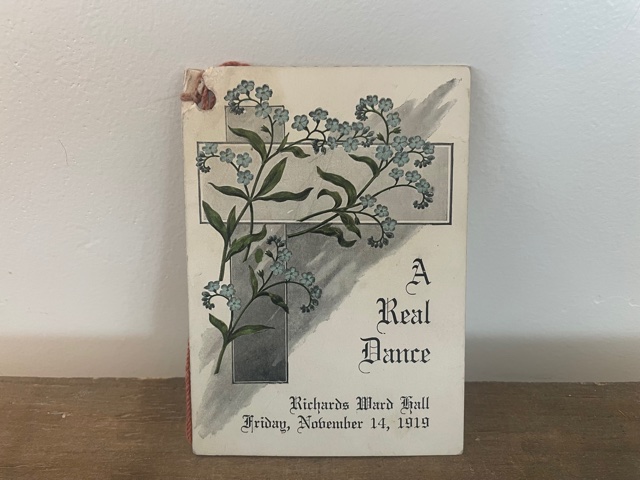 A
Real
Dance
Richards Ward Hall
Friday, November 14, 1919